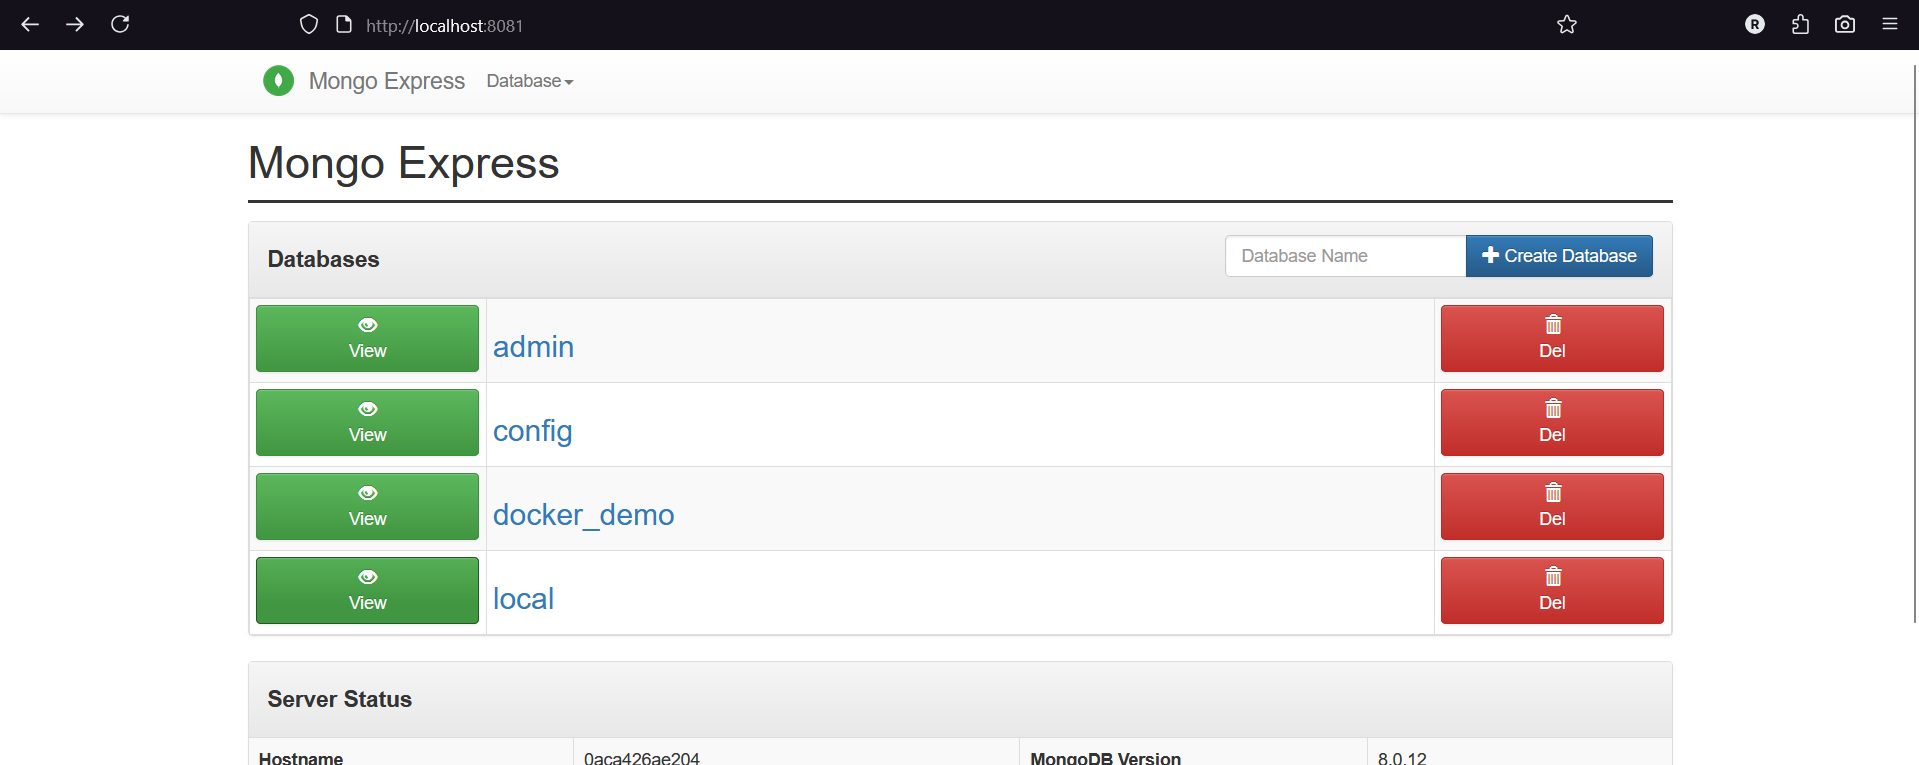 http://localhost:8081
R
Mongo Express Database
Mongo Express
Databases Database Name Create Database
View admin Del
View config Del
View docker_demo Del
View local Del
Server Status
Hostname 0aca426ae204 MongoDB Version 8.0.12